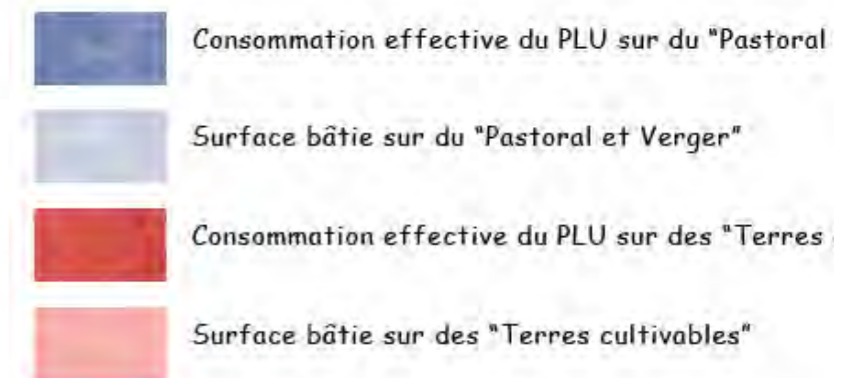 Consommation effective du PLU sur du "Pastoral
Surface bâtie sur du "Pastoral et Verger"
Consommation effective du PLU sur des "Terres
Surface bâtie sur des "Terres cultivables"